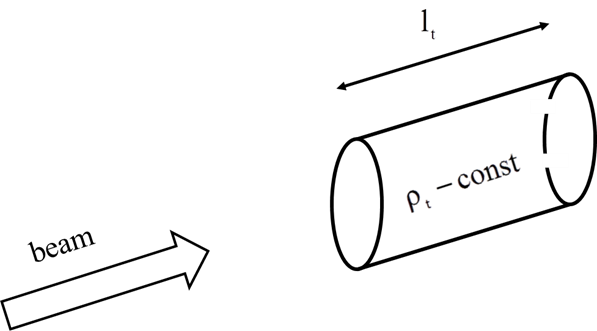 l_t
ρ_t – const
beam